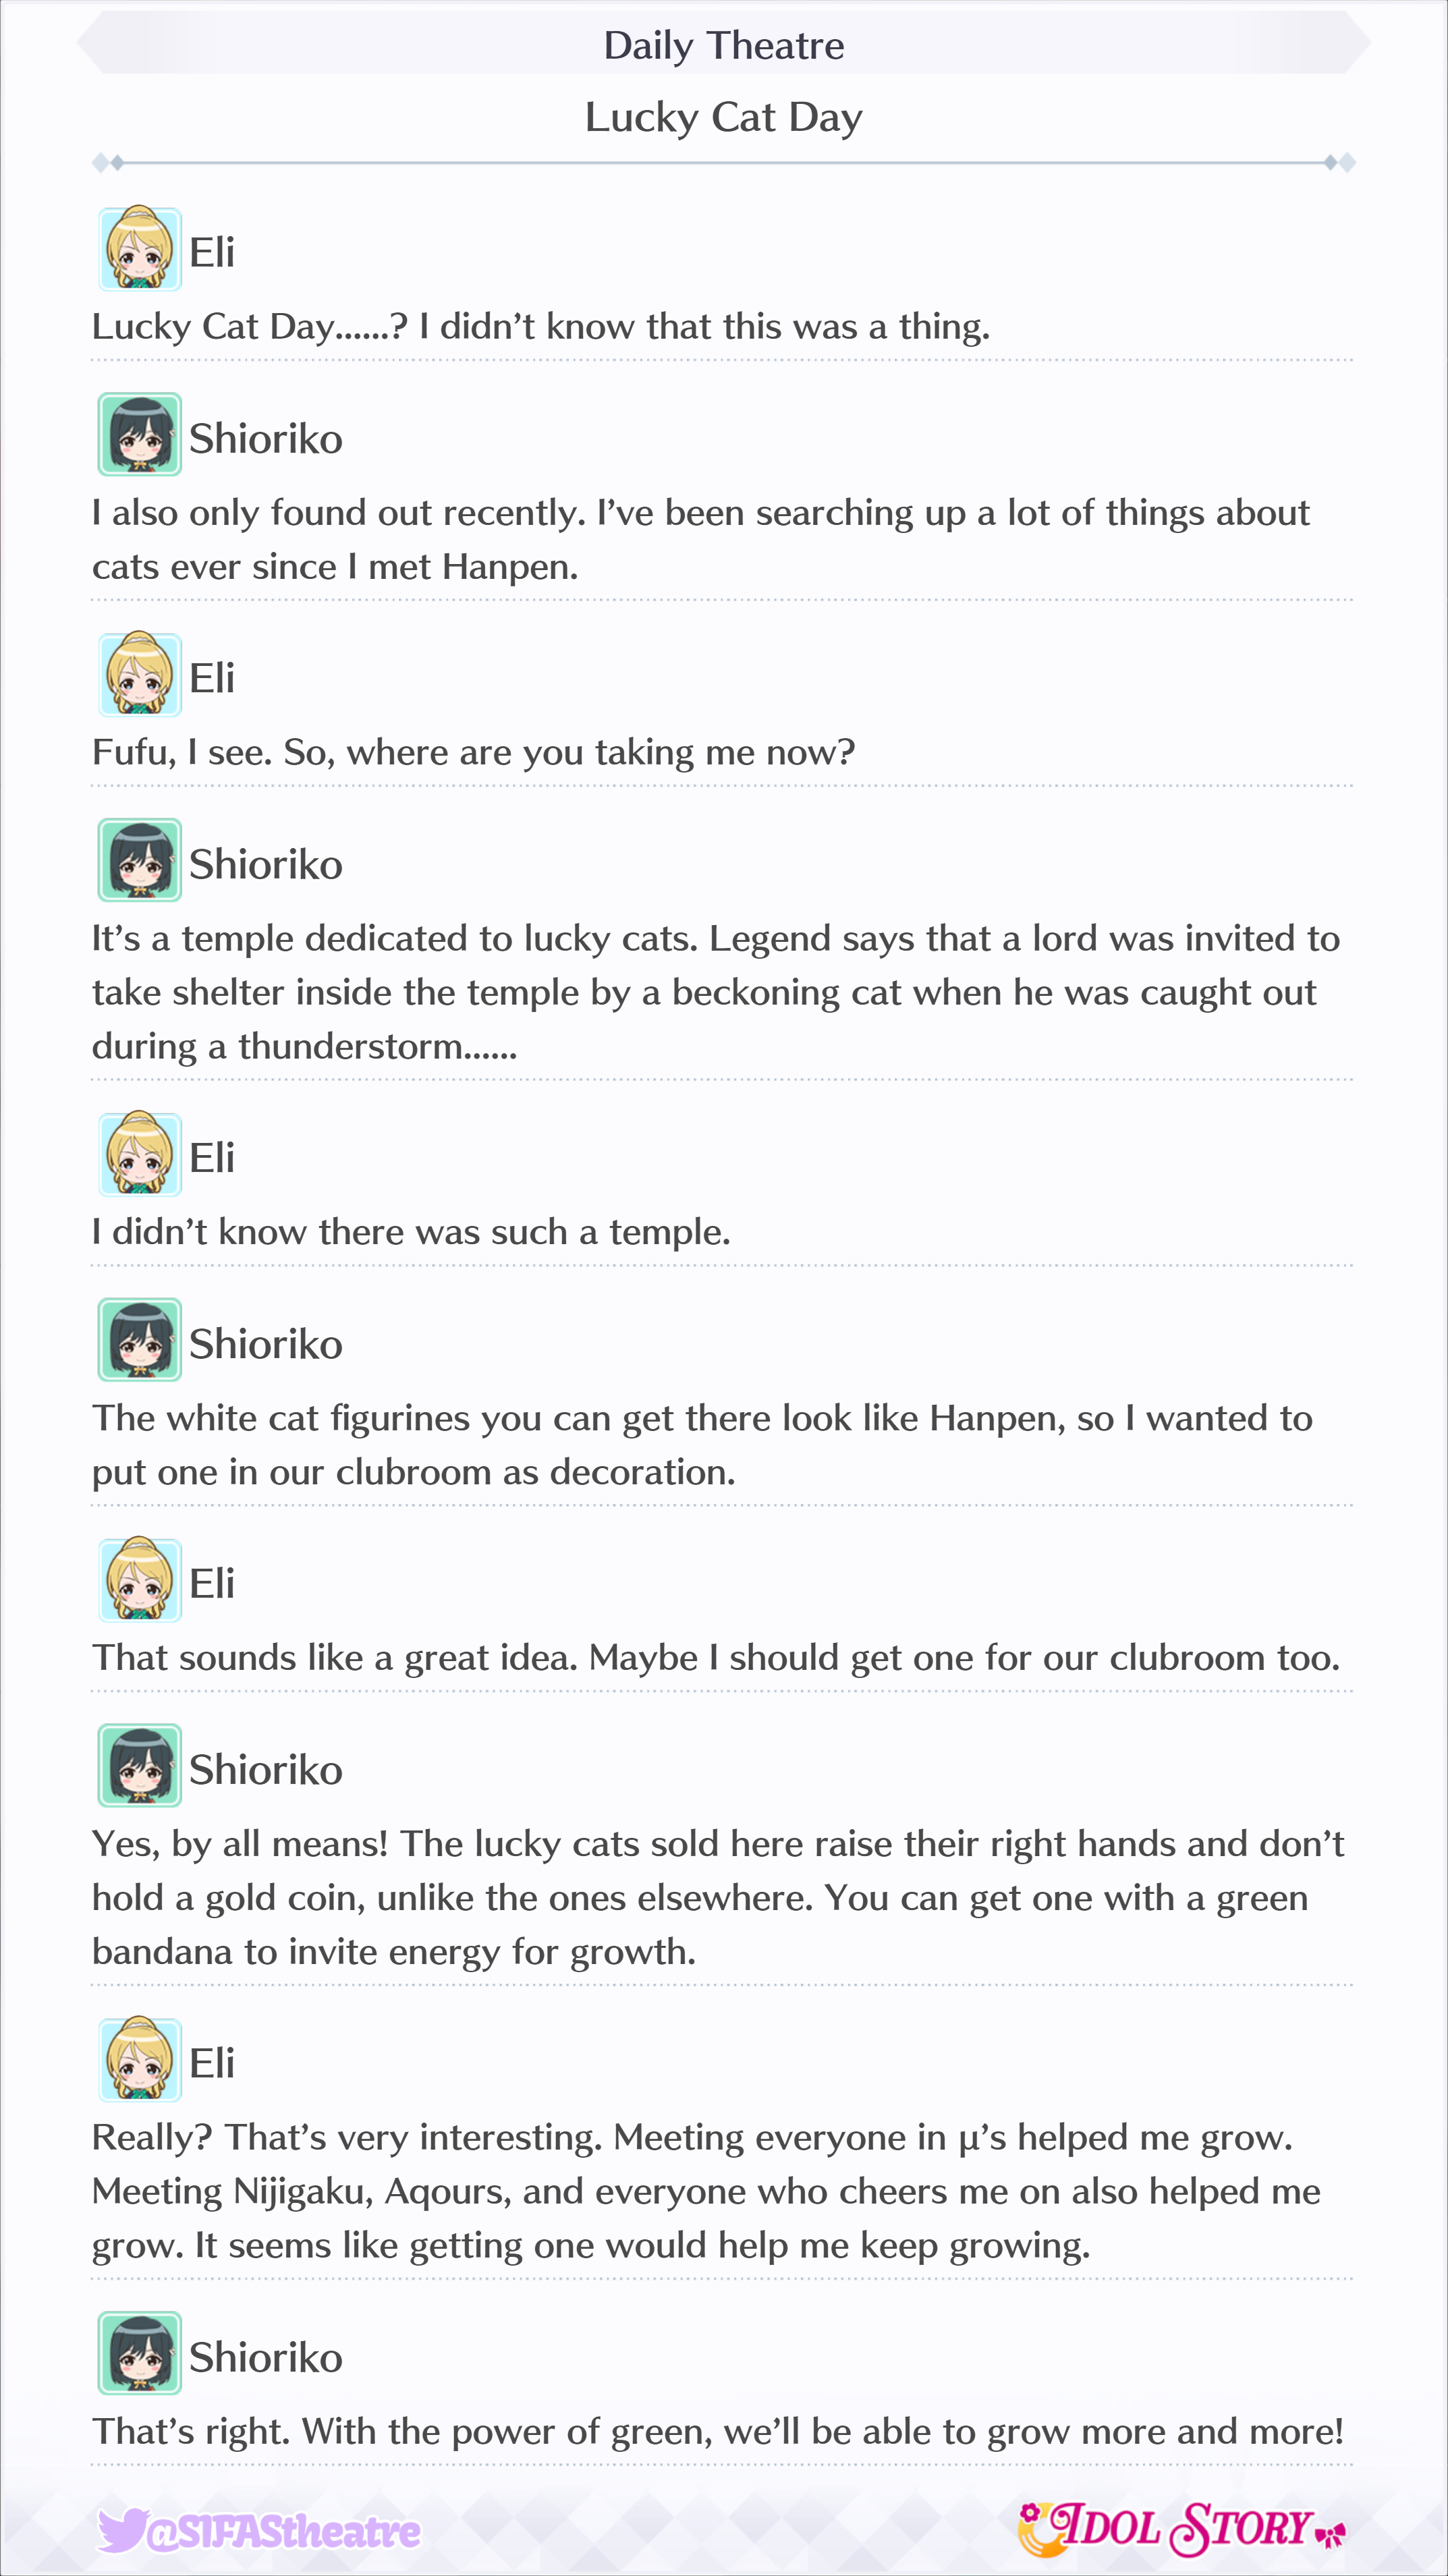 Daily Theatre
Lucky Cat Day
Eli
Lucky Cat Day......? I didn't know that this was a thing.
Shioriko
I also only found out recently. I've been searching up a lot of things about
cats ever since I met Hanpen.
Eli
Fufu, I see. So, where are you taking me now?
Shioriko
It's a temple dedicated to lucky cats. Legend says that a lord was invited to
take shelter inside the temple by a beckoning cat when he was caught out
during a thunderstorm......
Eli
I didn't know there was such a temple.
Shioriko
The white cat figurines you can get there look like Hanpen, so I wanted to
put one in our clubroom as decoration.
Eli
That sounds like a great idea. Maybe I should get one for our clubroom too.
Shioriko
Yes, by all means! The lucky cats sold here raise their right hands and don't
hold a gold coin, unlike the ones elsewhere. You can get one with a green
bandana to invite energy for growth.
Eli
Really? That's very interesting. Meeting everyone in μ's helped me grow.
Meeting Nijigaku, Aqours, and everyone who cheers me on also helped me
grow. It seems like getting one would help me keep growing.
Shioriko
That's right. With the power of green, we'll be able to grow more and more!
@SIFAStheatre
IDOL STORY